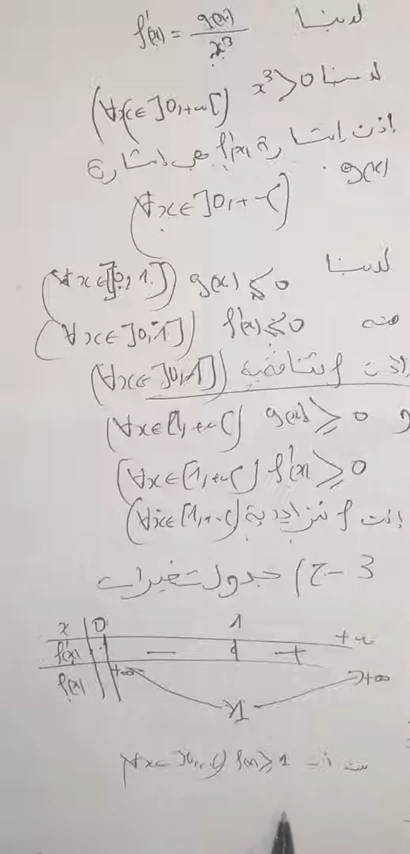 لدينا f'(x) = g(x)/x³
لدينا x³ > 0 (∀x∈]0,+∞[)
إذن إشارة f'(x) هي إشارة
g(x)
(∀x∈]0,+∞[)
لدينا g(x) ≤ 0 (∀x∈]0,1])
منه f'(x) ≤ 0 (∀x∈]0,1])
إذن f تناقصية (∀x∈]0,1])
و g(x) ≥ 0 (∀x∈[1,+∞[)
(∀x∈[1,+∞[) f'(x) ≥ 0
إذن f تزايدية (∀x∈[1,+∞[)
3 - ج) جدول تغيرات
x 0 1 +∞
f'(x) − 0 +
f(x) +∞ 1 +∞
f(x) ≥ 1